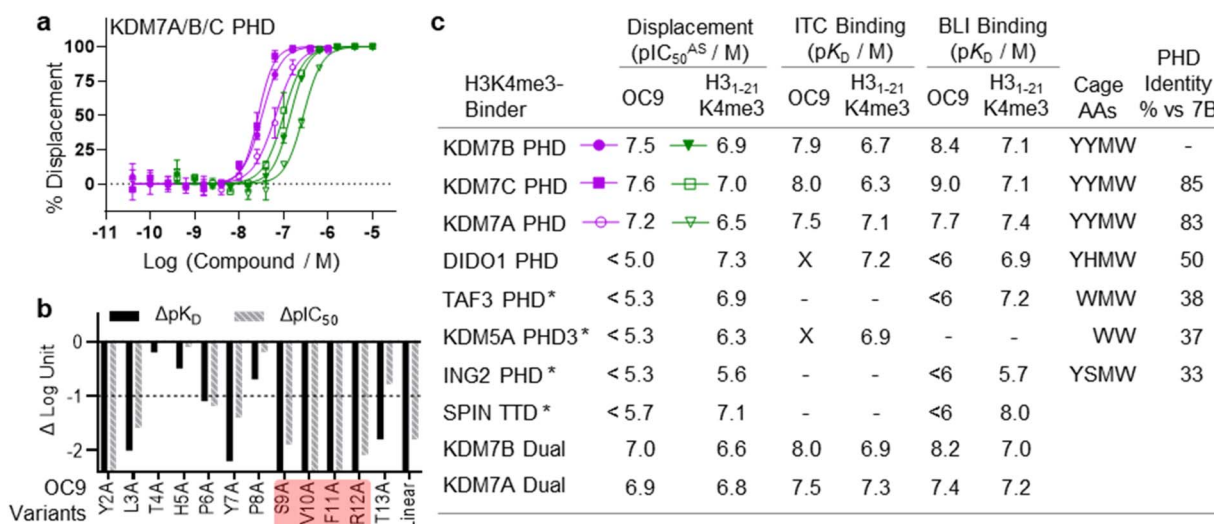 a
KDM7A/B/C PHD
% Displacement
100
75
50
25
0
-11 -10 -9 -8 -7 -6 -5
Log (Compound / M)
b
ΔpKD ΔpIC50
Δ Log Unit
0
-1
-2
OC9 Variants
Y2A L3A T4A H5A P6A Y7A P8A S9A V10A F11A R12A T13A Linear
c
Displacement ITC Binding BLI Binding
(pIC50AS / M) (pKD / M) (pKD / M) PHD
H3K4me3- H31-21 H31-21 H31-21 Cage Identity
Binder OC9 K4me3 OC9 K4me3 OC9 K4me3 AAs % vs 7B
KDM7B PHD 7.5 6.9 7.9 6.7 8.4 7.1 YYMW -
KDM7C PHD 7.6 7.0 8.0 6.3 9.0 7.1 YYMW 85
KDM7A PHD 7.2 6.5 7.5 7.1 7.7 7.4 YYMW 83
DIDO1 PHD < 5.0 7.3 X 7.2 <6 6.9 YHMW 50
TAF3 PHD* < 5.3 6.9 - - <6 7.2 WMW 38
KDM5A PHD3* < 5.3 6.3 X 6.9 - - WW 37
ING2 PHD* < 5.3 5.6 - - <6 5.7 YSMW 33
SPIN TTD* < 5.7 7.1 - - <6 8.0
KDM7B Dual 7.0 6.6 8.0 6.9 8.2 7.0
KDM7A Dual 6.9 6.8 7.5 7.3 7.4 7.2